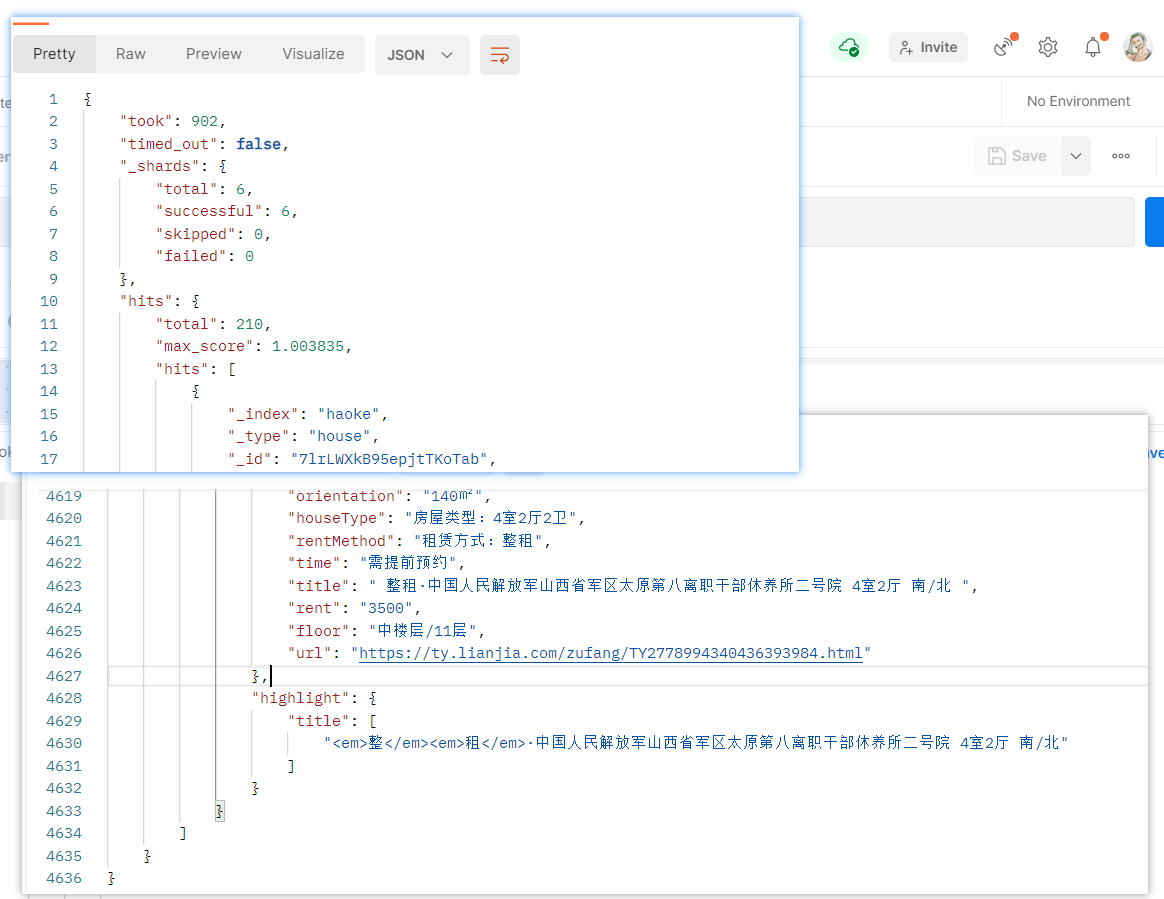 Pretty Raw Preview Visualize JSON
Invite
No Environment
Save
1 {
2 "took": 902,
3 "timed_out": false,
4 "_shards": {
5 "total": 6,
6 "successful": 6,
7 "skipped": 0,
8 "failed": 0
9 },
10 "hits": {
11 "total": 210,
12 "max_score": 1.003835,
13 "hits": [
14 {
15 "_index": "haoke",
16 "_type": "house",
17 "_id": "7lrLWXkB95epjtTKoTab",
4619 "orientation": "140㎡",
4620 "houseType": "房屋类型：4室2厅2卫",
4621 "rentMethod": "租赁方式：整租",
4622 "time": "需提前预约",
4623 "title": " 整租·中国人民解放军山西省军区太原第八离职干部休养所二号院 4室2厅 南/北 ",
4624 "rent": "3500",
4625 "floor": "中楼层/11层",
4626 "url": "https://ty.lianjia.com/zufang/TY2778994340436393984.html"
4627 },
4628 "highlight": {
4629 "title": [
4630 "<em>整</em><em>租</em>·中国人民解放军山西省军区太原第八离职干部休养所二号院 4室2厅 南/北"
4631 ]
4632 }
4633 }
4634 ]
4635 }
4636 }